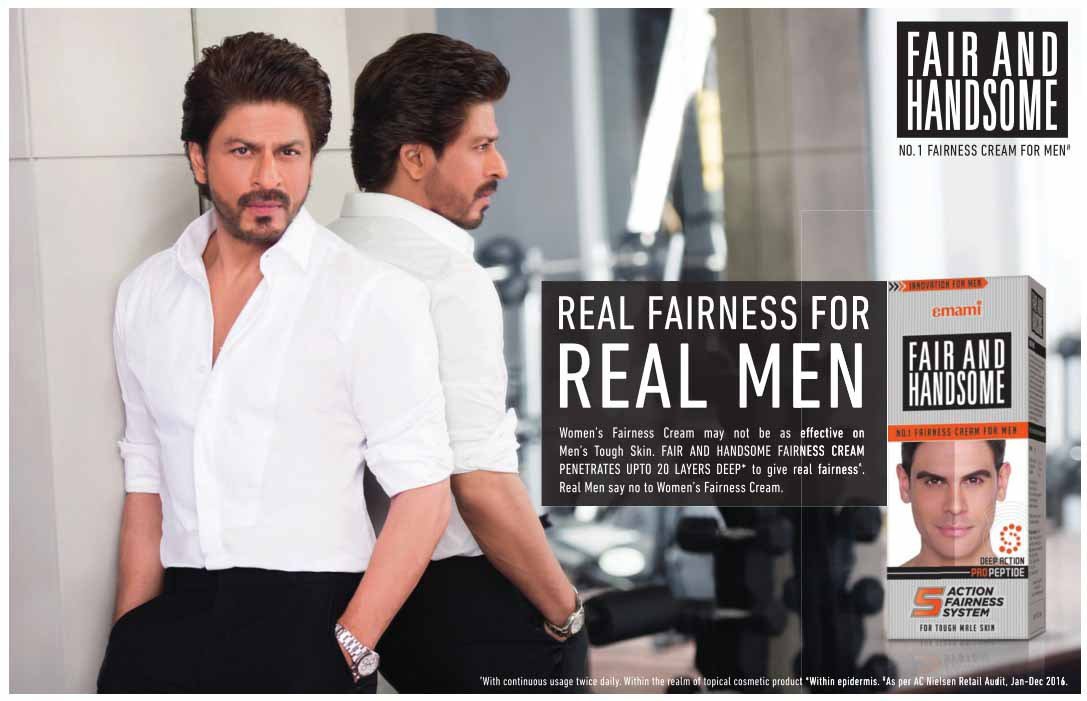 FAIR AND
HANDSOME
NO.1 FAIRNESS CREAM FOR MEN#
REAL FAIRNESS FOR
REAL MEN
Women's Fairness Cream may not be as effective on
Men's Tough Skin. FAIR AND HANDSOME FAIRNESS CREAM
PENETRATES UPTO 20 LAYERS DEEP* to give real fairness^.
Real Men say no to Women's Fairness Cream.
INNOVATION FOR MEN
emami
FAIR AND
HANDSOME
NO.1 FAIRNESS CREAM FOR MEN
DEEP ACTION
PROPEPTIDE
5 ACTION
FAIRNESS
SYSTEM
FOR TOUGH MALE SKIN
^With continuous usage twice daily. Within the realm of topical cosmetic product *Within epidermis. #As per AC Nielsen Retail Audit, Jan-Dec 2016.